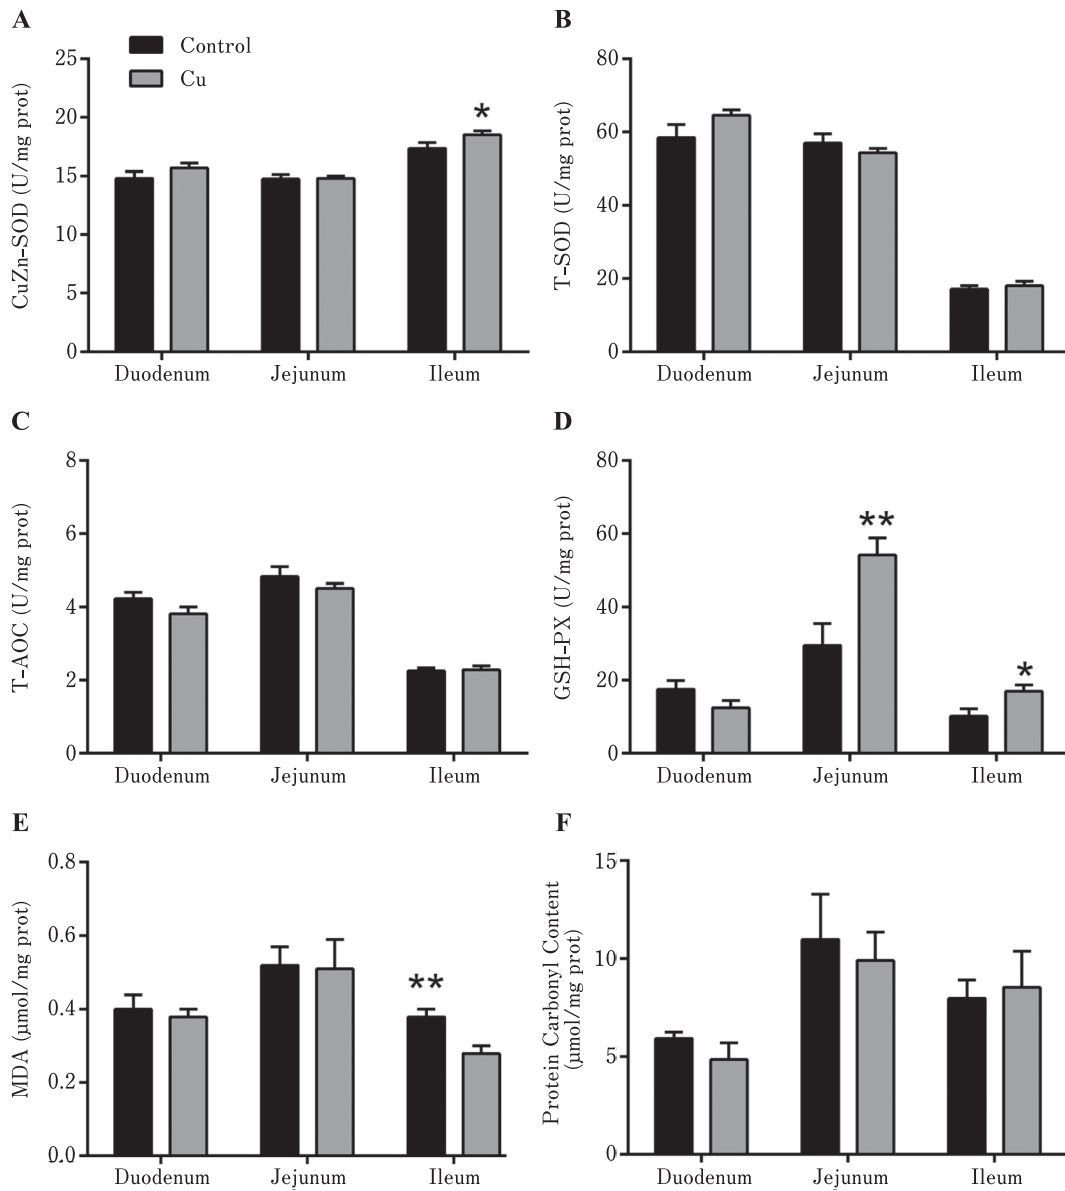 A
Control
Cu
CuZn-SOD (U/mg prot)
25
20
15
10
5
0
*
Duodenum Jejunum Ileum
B
T-SOD (U/mg prot)
80
60
40
20
0
Duodenum Jejunum Ileum
C
T-AOC (U/mg prot)
8
6
4
2
0
Duodenum Jejunum Ileum
D
GSH-PX (U/mg prot)
80
60
40
20
0
**
*
Duodenum Jejunum Ileum
E
MDA (μmol/mg prot)
0.8
0.6
0.4
0.2
0.0
**
Duodenum Jejunum Ileum
F
Protein Carbonyl Content
(μmol/mg prot)
15
10
5
0
Duodenum Jejunum Ileum